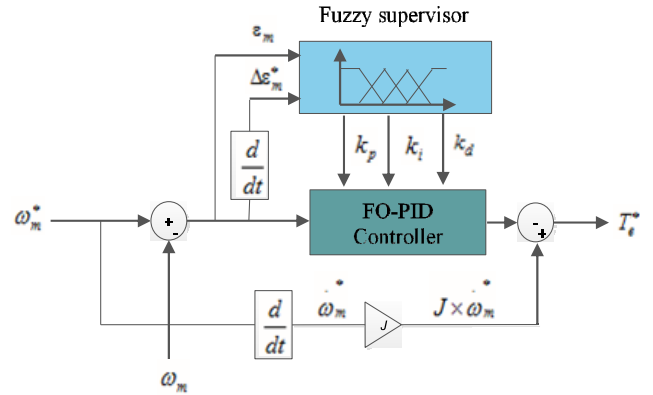 Fuzzy supervisor
ε_m
Δε_m^*
d/dt
k_p
k_i
k_d
ω_m^*
+
-
FO-PID
Controller
-
+
T_e^*
d/dt
ω̇_m^*
J
J × ω̇_m^*
ω_m